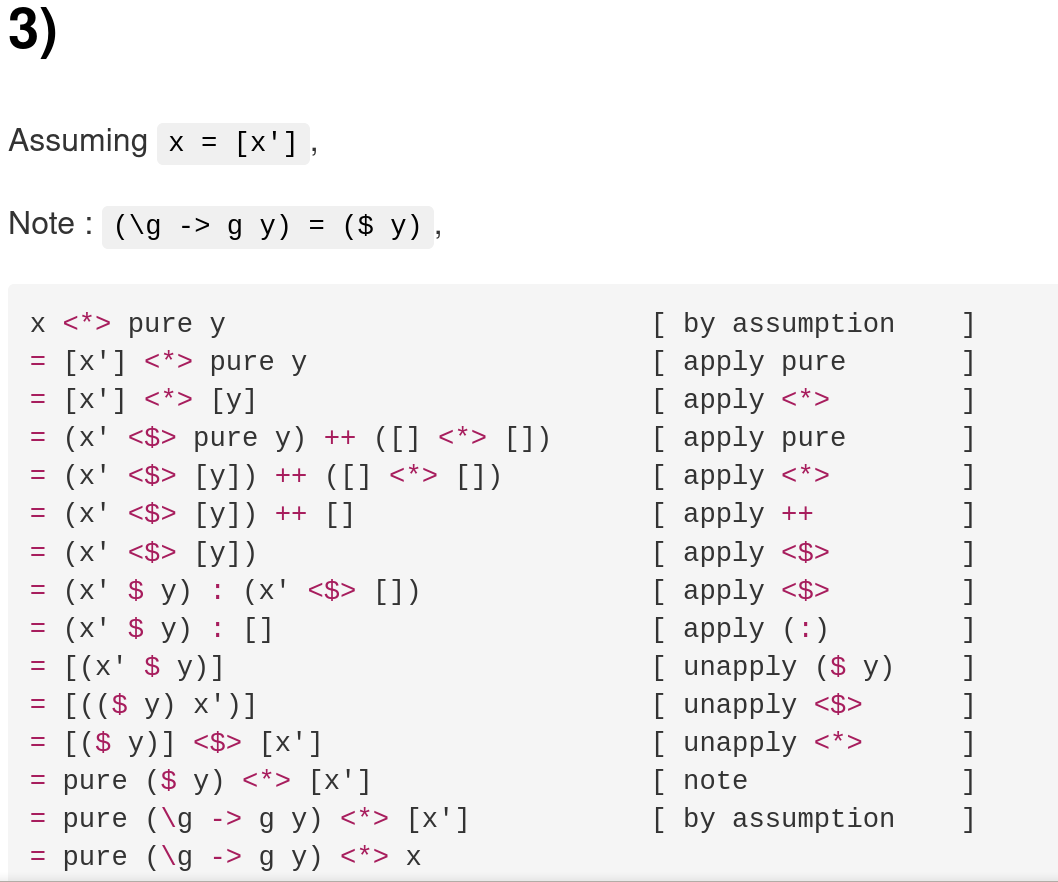 3)
Assuming x = [x'] ,
Note : (\g -> g y) = ($ y) ,
x <*> pure y [ by assumption ]
= [x'] <*> pure y [ apply pure ]
= [x'] <*> [y] [ apply <*> ]
= (x' <$> pure y) ++ ([] <*> []) [ apply pure ]
= (x' <$> [y]) ++ ([] <*> []) [ apply <*> ]
= (x' <$> [y]) ++ [] [ apply ++ ]
= (x' <$> [y]) [ apply <$> ]
= (x' $ y) : (x' <$> []) [ apply <$> ]
= (x' $ y) : [] [ apply (:) ]
= [(x' $ y)] [ unapply ($ y) ]
= [(($ y) x')] [ unapply <$> ]
= [($ y)] <$> [x'] [ unapply <*> ]
= pure ($ y) <*> [x'] [ note ]
= pure (\g -> g y) <*> [x'] [ by assumption ]
= pure (\g -> g y) <*> x